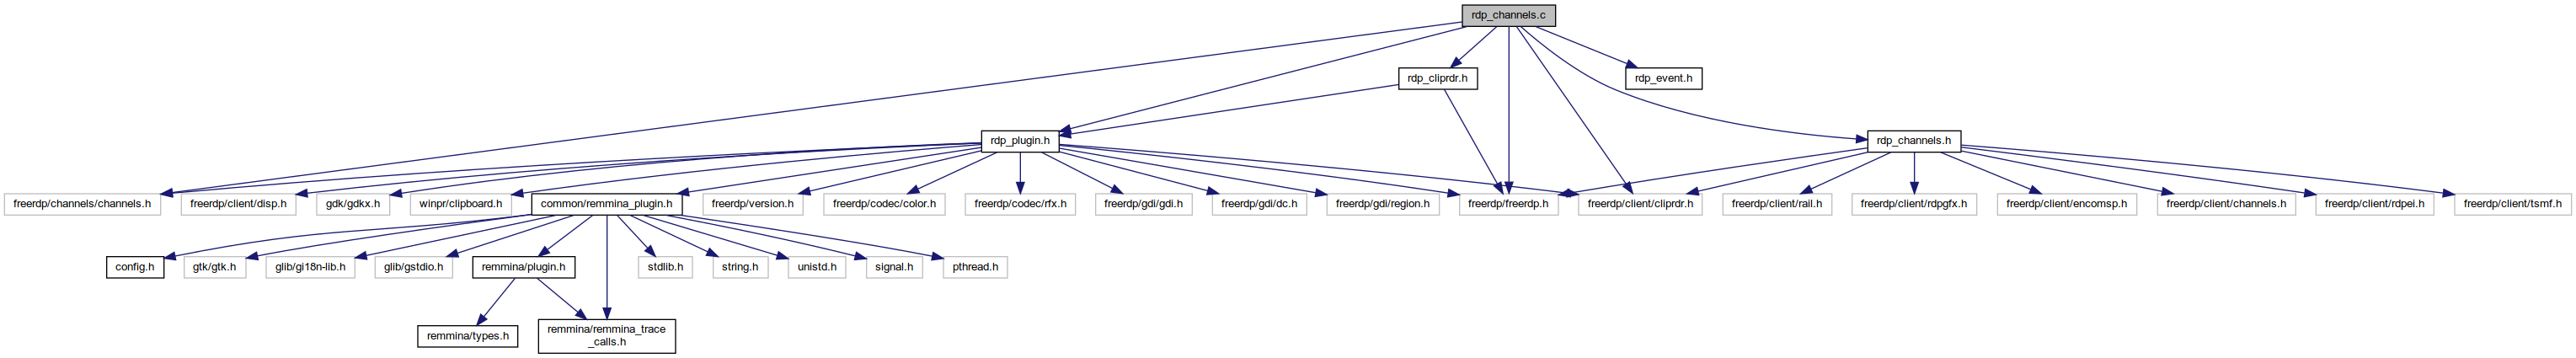 rdp_channels.c
rdp_cliprdr.h
rdp_event.h
rdp_plugin.h
rdp_channels.h
freerdp/channels/channels.h
freerdp/client/disp.h
gdk/gdkx.h
winpr/clipboard.h
common/remmina_plugin.h
freerdp/version.h
freerdp/codec/color.h
freerdp/codec/rfx.h
freerdp/gdi/gdi.h
freerdp/gdi/dc.h
freerdp/gdi/region.h
freerdp/freerdp.h
freerdp/client/cliprdr.h
freerdp/client/rail.h
freerdp/client/rdpgfx.h
freerdp/client/encomsp.h
freerdp/client/channels.h
freerdp/client/rdpei.h
freerdp/client/tsmf.h
config.h
gtk/gtk.h
glib/gi18n-lib.h
glib/gstdio.h
remmina/plugin.h
stdlib.h
string.h
unistd.h
signal.h
pthread.h
remmina/types.h
remmina/remmina_trace
_calls.h